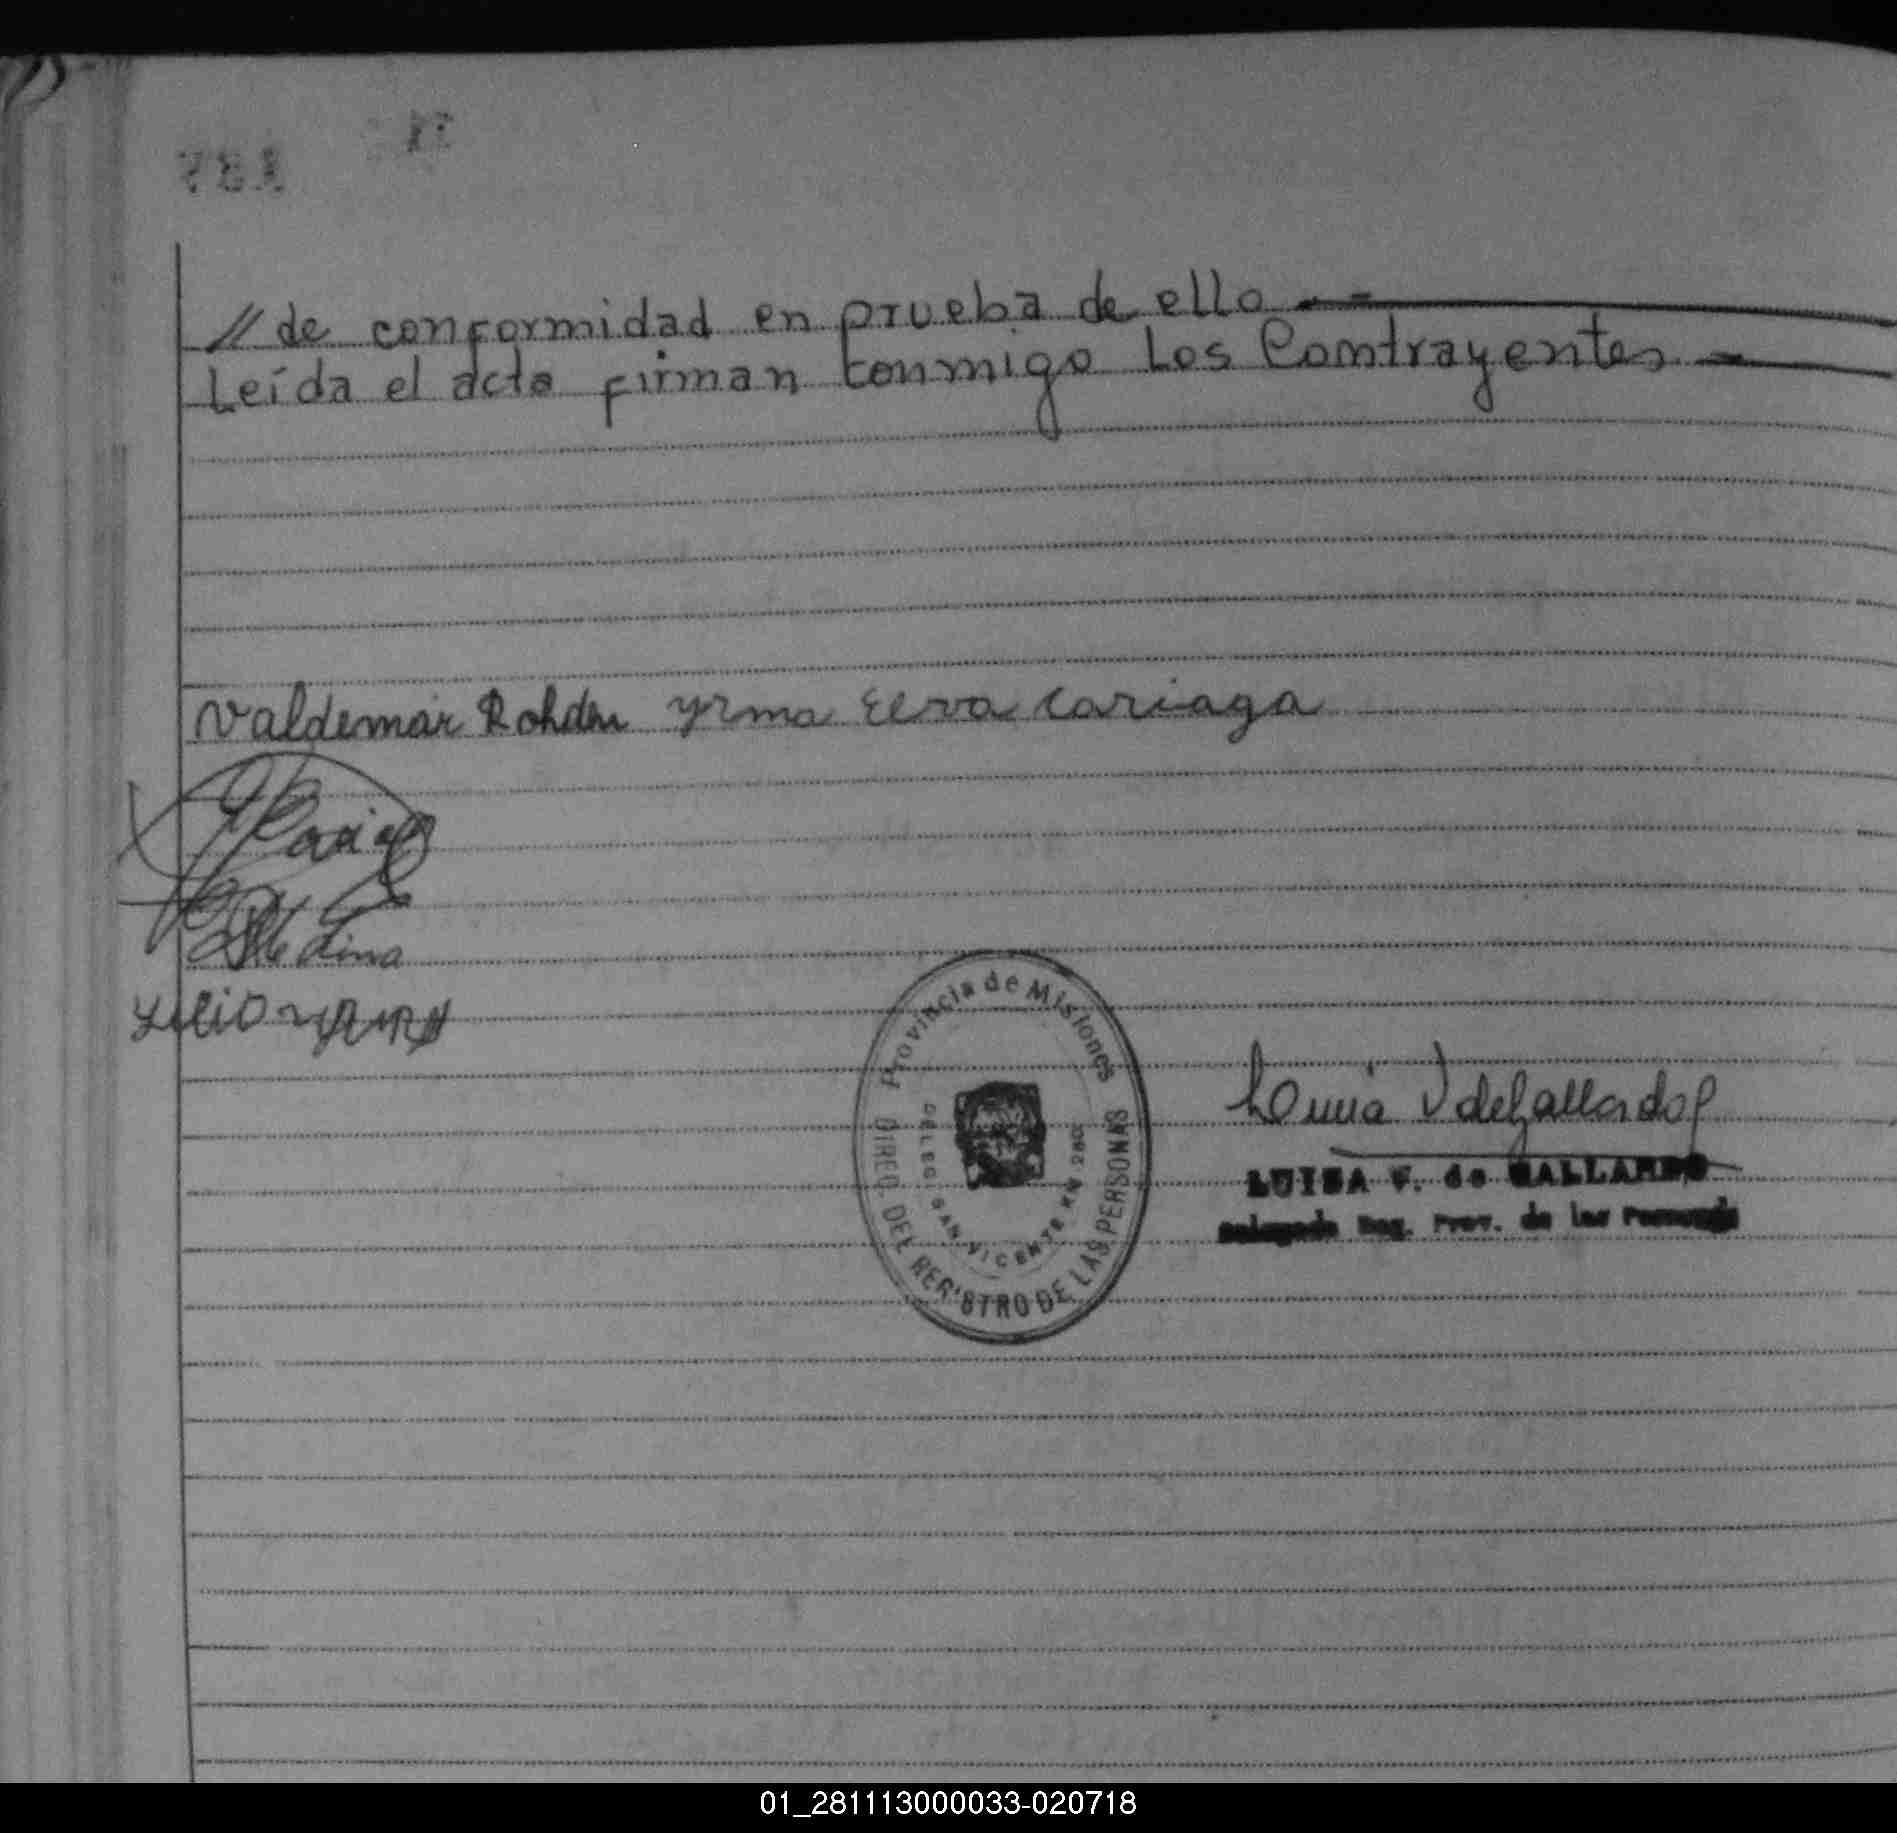 // de conformidad en prueba de ello
Leída el acta firman conmigo Los Contrayentes
Valdemar Rohden Yrma Elva Cariaga
Medina
Provincia de Misiones
DELEG. SAN VICENTE KM. 280
DIREC. DEL REGISTRO DE LAS PERSONAS
V de Gallardo
LUISA V. de GALLARDO
Delegada Reg. Prov. de las Personas
01_281113000033-020718